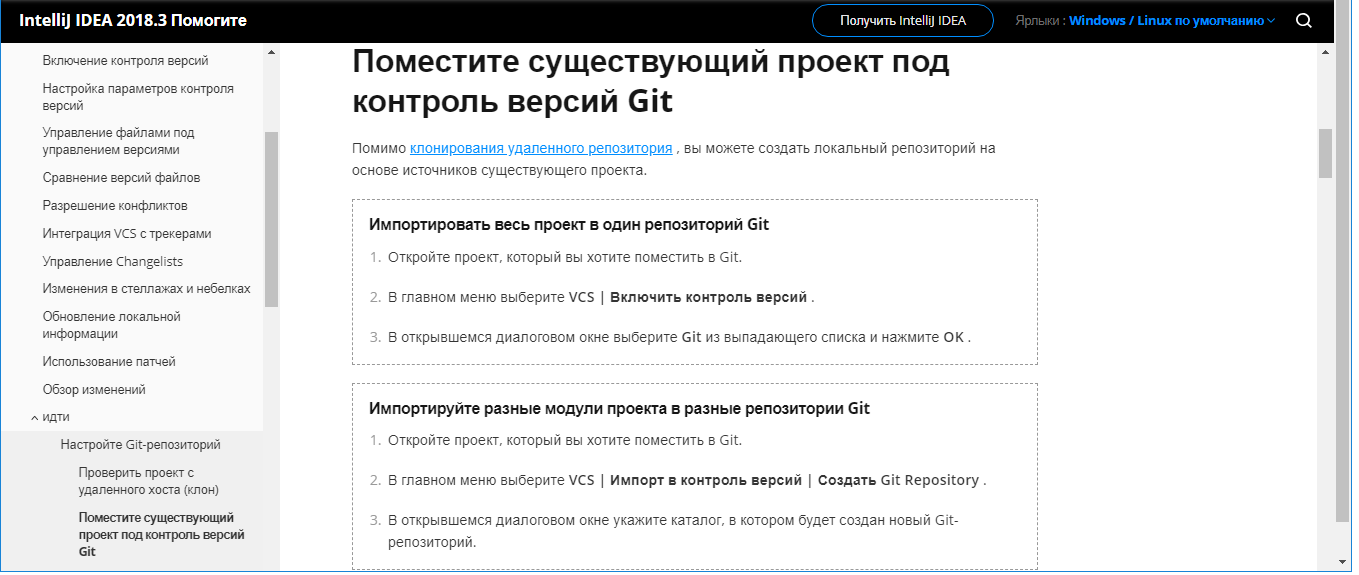 IntelliJ IDEA 2018.3 Помогите
Получить IntelliJ IDEA
Ярлыки : Windows / Linux по умолчанию
Включение контроля версий
Настройка параметров контроля
версий
Управление файлами под
управлением версиями
Сравнение версий файлов
Разрешение конфликтов
Интеграция VCS с трекерами
Управление Changelists
Изменения в стеллажах и небелках
Обновление локальной
информации
Использование патчей
Обзор изменений
идти
Настройте Git-репозиторий
Проверить проект с
удаленного хоста (клон)
Поместите существующий
проект под контроль версий
Git
Поместите существующий проект под
контроль версий Git
Помимо клонирования удаленного репозитория , вы можете создать локальный репозиторий на
основе источников существующего проекта.
Импортировать весь проект в один репозиторий Git
1. Откройте проект, который вы хотите поместить в Git.
2. В главном меню выберите VCS | Включить контроль версий .
3. В открывшемся диалоговом окне выберите Git из выпадающего списка и нажмите OK .
Импортируйте разные модули проекта в разные репозитории Git
1. Откройте проект, который вы хотите поместить в Git.
2. В главном меню выберите VCS | Импорт в контроль версий | Создать Git Repository .
3. В открывшемся диалоговом окне укажите каталог, в котором будет создан новый Git-
репозиторий.